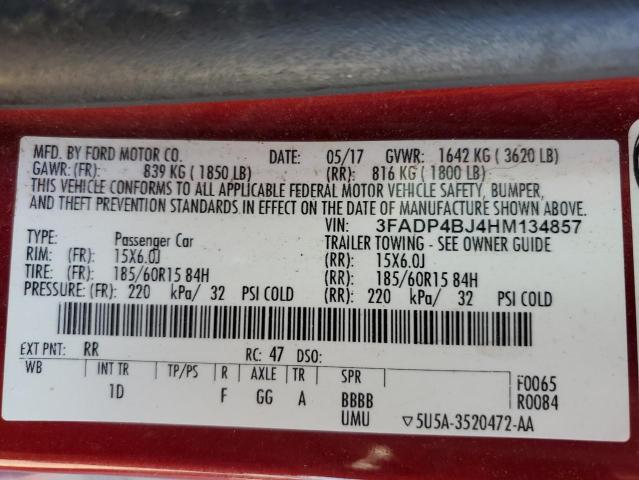 MFD. BY FORD MOTOR CO. DATE: 05/17 GVWR: 1642 KG ( 3620 LB)
GAWR: (FR): 839 KG ( 1850 LB) (RR): 816 KG ( 1800 LB)
THIS VEHICLE CONFORMS TO ALL APPLICABLE FEDERAL MOTOR VEHICLE SAFETY, BUMPER,
AND THEFT PREVENTION STANDARDS IN EFFECT ON THE DATE OF MANUFACTURE SHOWN ABOVE.
VIN: 3FADP4BJ4HM134857
TYPE: Passenger Car TRAILER TOWING - SEE OWNER GUIDE
RIM: (FR): 15X6.0J (RR): 15X6.0J
TIRE: (FR): 185/60R15 84H (RR): 185/60R15 84H
PRESSURE: (FR): 220 kPa/ 32 PSI COLD (RR): 220 kPa/ 32 PSI COLD
EXT PNT: RR RC: 47 DSO:
WB INT TR TP/PS R AXLE TR SPR F0065
1D F GG A BBBB R0084
UMU ▽5U5A-3520472-AA